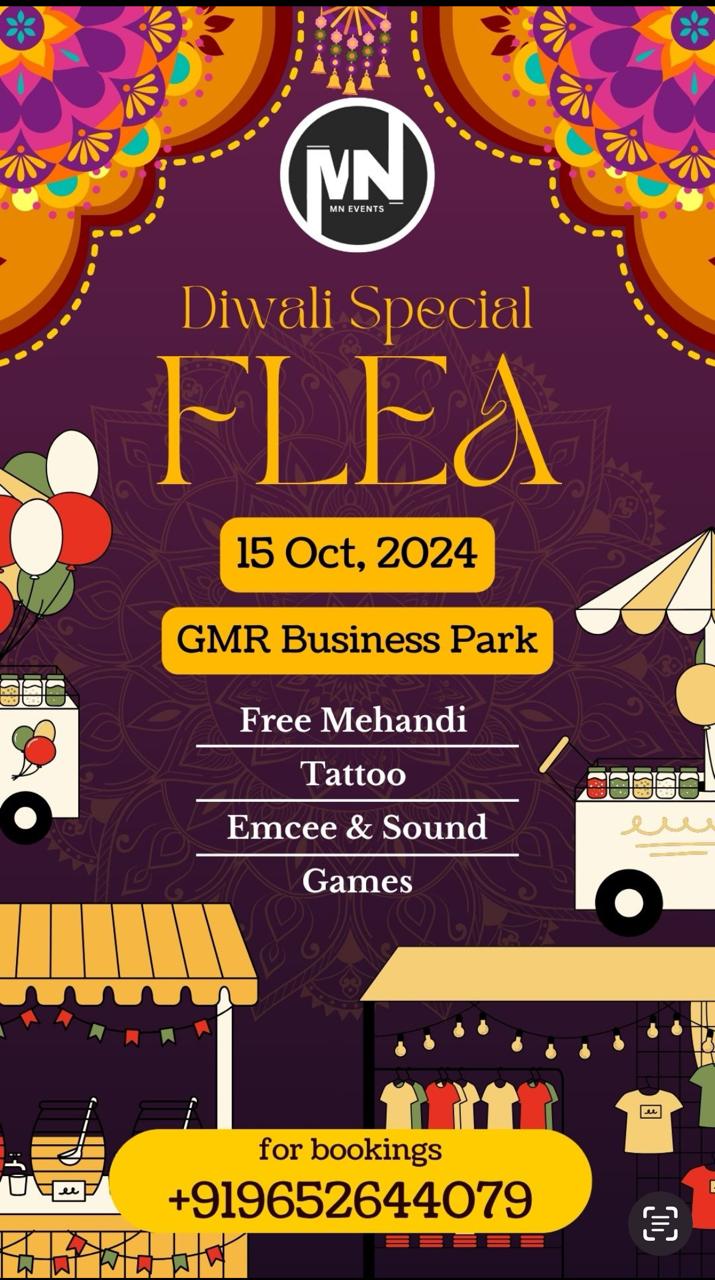 MN
MN EVENTS
Diwali Special
FLEA
15 Oct, 2024
GMR Business Park
Free Mehandi
Tattoo
Emcee & Sound
Games
for bookings
+919652644079